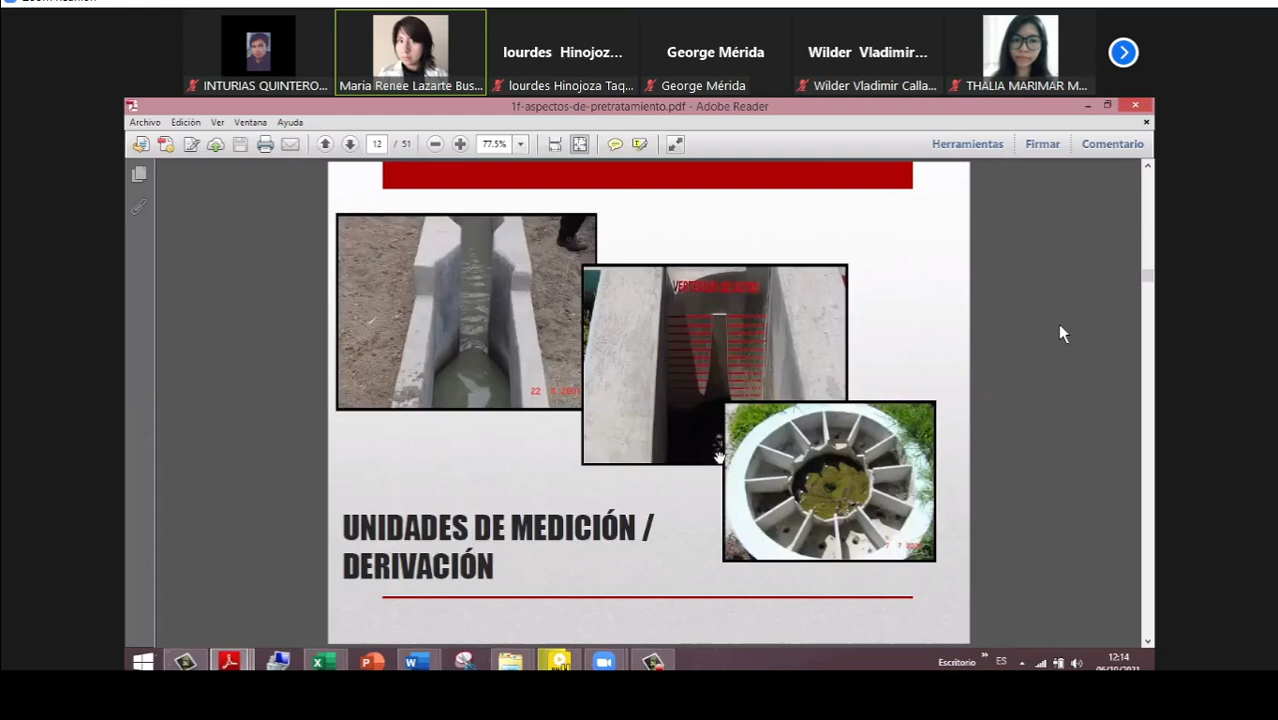 lourdes Hinojoz...
George Mérida
Wilder Vladimir...
INTURIAS QUINTERO...
Maria Renee Lazarte Bus...
lourdes Hinojoza Taq...
George Mérida
Wilder Vladimir Calla...
THALIA MARIMAR M...
1f-aspectos-de-pretratamiento.pdf - Adobe Reader
Archivo Edición Ver Ventana Ayuda
12 / 51 77.5%
Herramientas Firmar Comentario
22
UNIDADES DE MEDICIÓN /
DERIVACIÓN
Escritorio
ES
12:14
06/10/2021